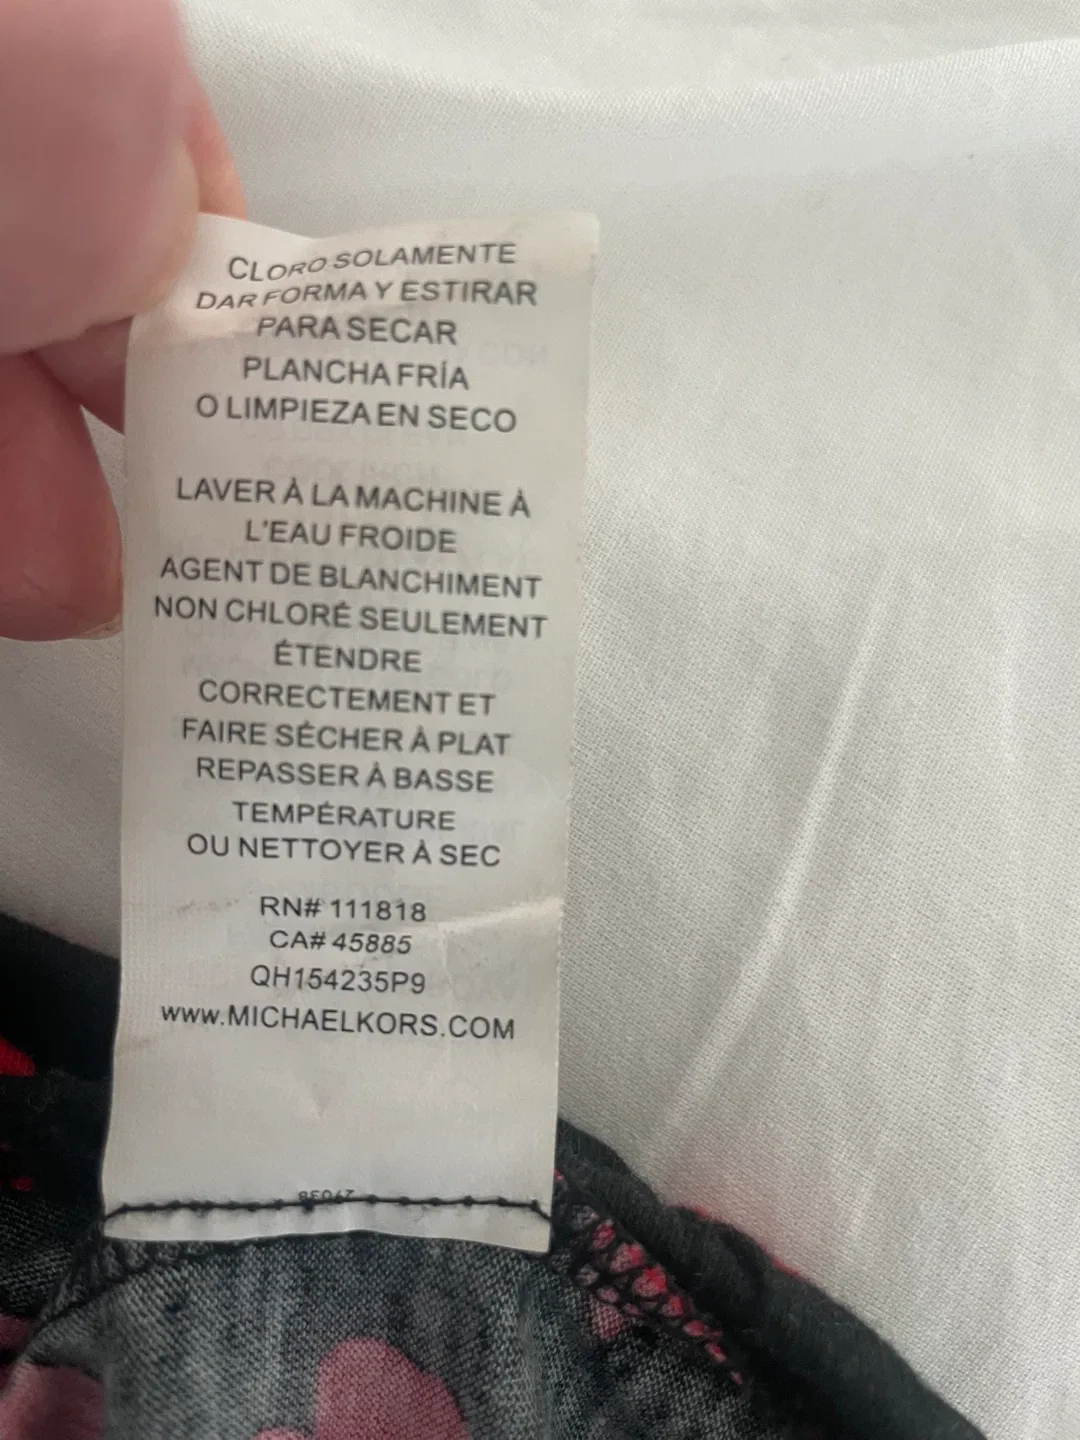 CLORO SOLAMENTE
DAR FORMA Y ESTIRAR
PARA SECAR
PLANCHA FRÍA
O LIMPIEZA EN SECO
LAVER À LA MACHINE À
L'EAU FROIDE
AGENT DE BLANCHIMENT
NON CHLORÉ SEULEMENT
ÉTENDRE
CORRECTEMENT ET
FAIRE SÉCHER À PLAT
REPASSER À BASSE
TEMPÉRATURE
OU NETTOYER À SEC
RN# 111818
CA# 45885
QH154235P9
www.MICHAELKORS.COM